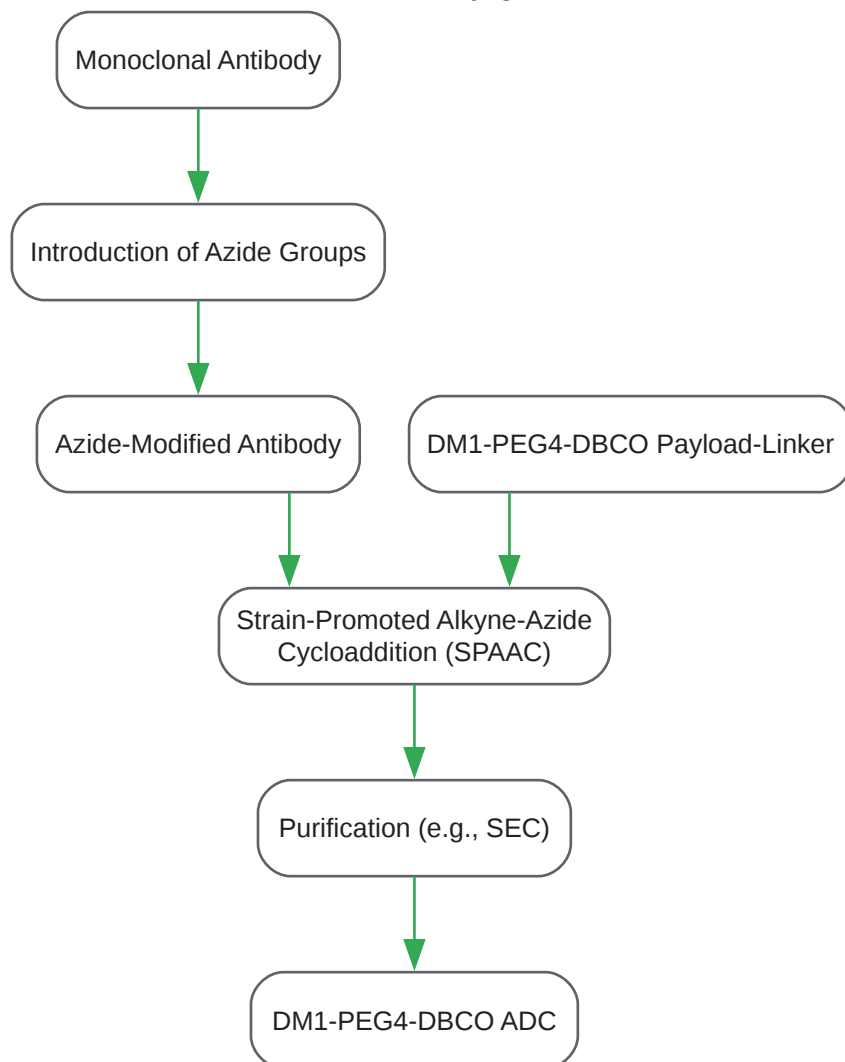 Monoclonal Antibody
Introduction of Azide Groups
Azide-Modified Antibody
DM1-PEG4-DBCO Payload-Linker
Strain-Promoted Alkyne-Azide
Cycloaddition (SPAAC)
Purification (e.g., SEC)
DM1-PEG4-DBCO ADC